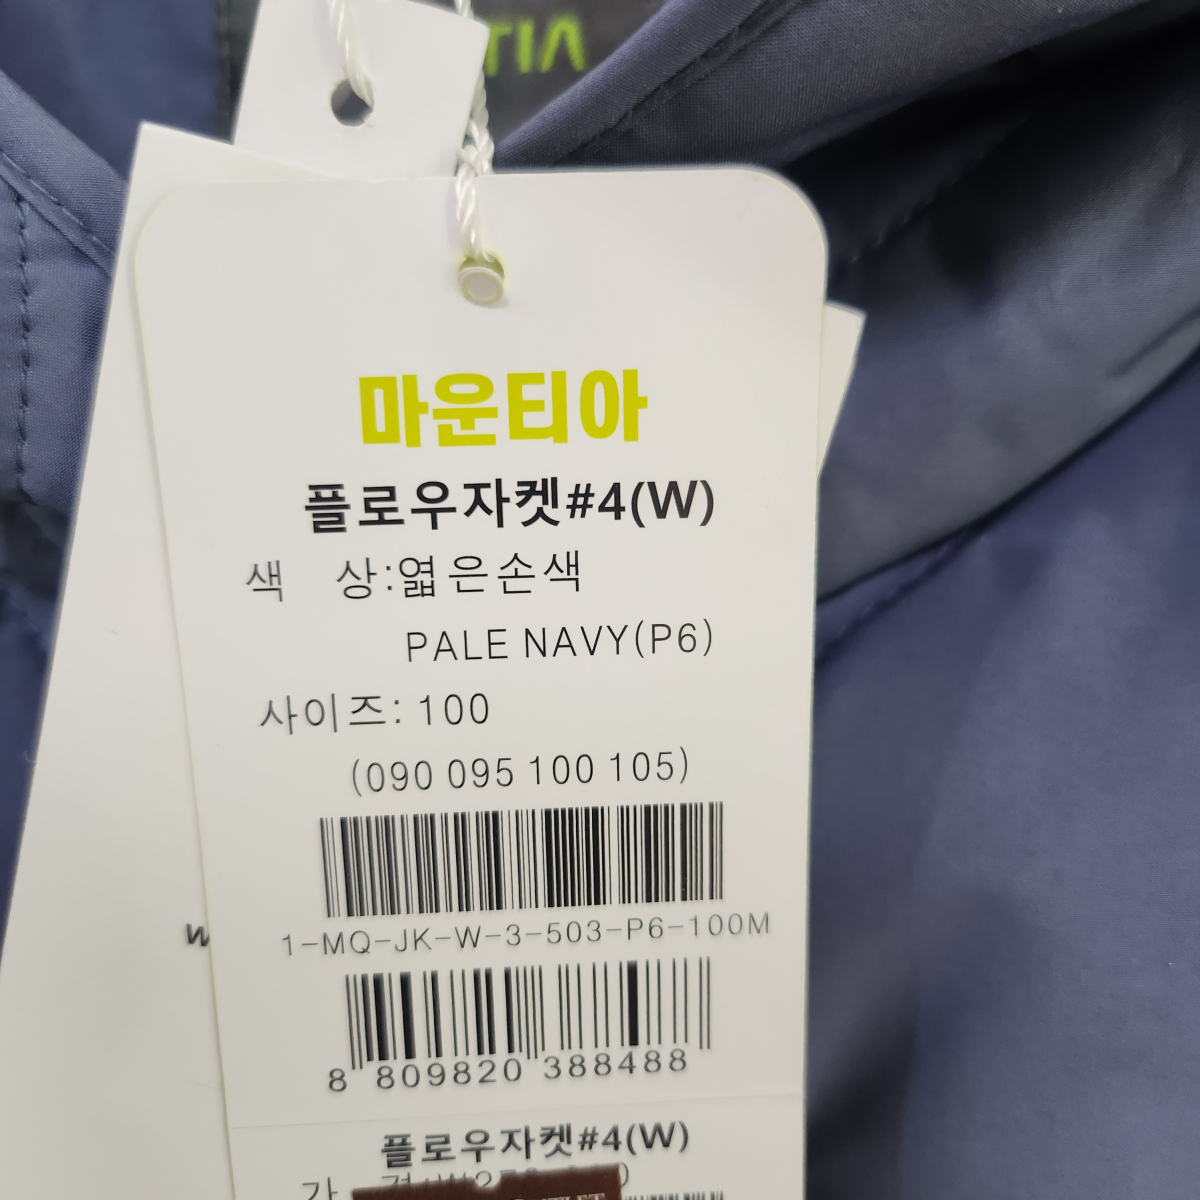 마운티아
플로우자켓#4(W)
색 상:엷은손색
PALE NAVY(P6)
사이즈: 100
(090 095 100 105)
1-MQ-JK-W-3-503-P6-100M
8 809820 388488
플로우자켓#4(W)